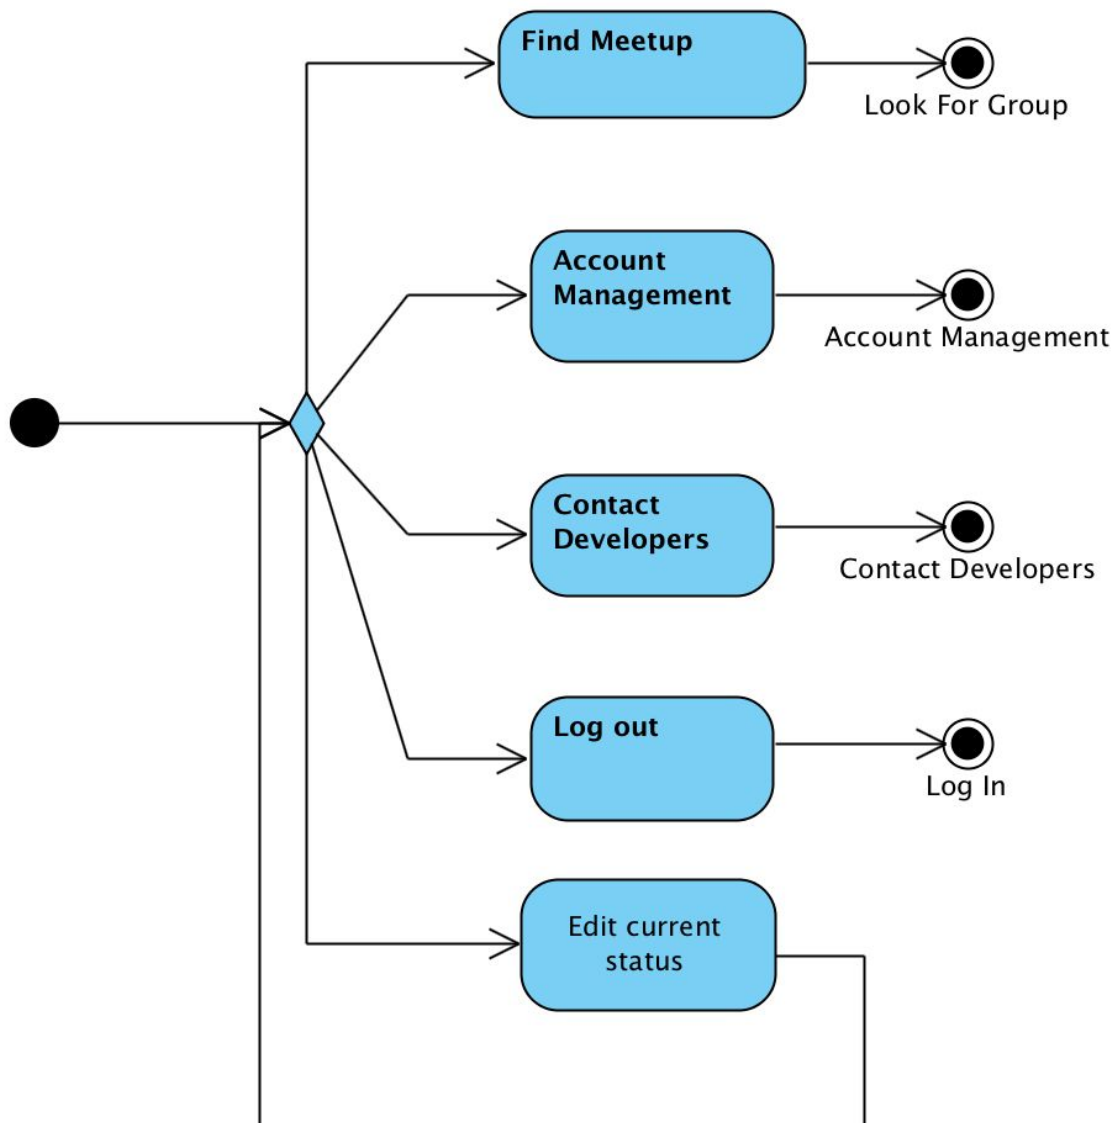 Find Meetup
Look For Group
Account
Management
Account Management
Contact
Developers
Contact Developers
Log out
Log In
Edit current
status